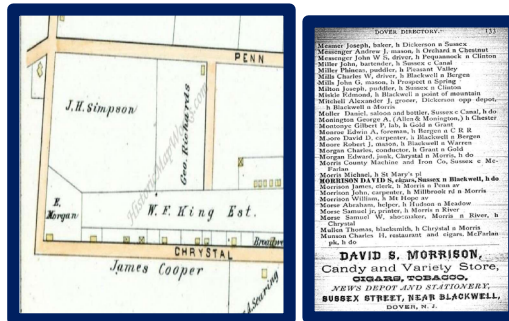 PENN
J.H. Simpson
Geo. Richards
E.
Morgan
W. F. King Est.
CHRYSTAL
James Cooper
DOVER DIRECTORY. 133
Messner Joseph, baker, h Dickerson n Sussex
Messenger Andrew J, mason, h Orchard n Chestnut
Messenger John W S, driver, h Pequannock n Clinton
Miller John, bartender, h Sussex c Canal
Miller Phineas, puddler, h Pleasant Valley
Mills Charles W, driver, h Blackwell n Bergen
Mills John G, mason, h Prospect n Spring
Milton Joseph, puddler, h Sussex n Clinton
Miskle Edmond, h Blackwell n point of mountain
Mitchell Alexander J, grocer, Dickerson opp depot,
h Blackwell n Morris
Moller Daniel, saloon and bottler, Sussex c Canal, h do
Monington George A, (Allen & Monington,) h Chester
Montonye Gilbert P, lab, h Gold n Grant
Monroe Edwin A, foreman, h Bergen n C R R
Moore David D, carpenter, h Blackwell n Bergen
Moore Robert J, mason, h Blackwell n Warren
Morgan Charles, conductor, h Grant n Gold
Morgan Edward, junk, Chrystal n Morris, h do
Morris County Machine and Iron Co, Sussex c Mc-
Farlan
Morris Michael, h St Mary's pl
MORRISON DAVID S, cigars, Sussex n Blackwell, h do
Morrison James, clerk, h Morris n Penn av
Morrison John, carpenter, h Millbrook rd n Morris
Morrison William, h Mt Hope av
Morse Abraham, helper, h Hudson n Meadow
Morse Samuel jr, printer, h Morris n River
Morse Samuel W, shoemaker, Morris n River, h
Chrystal
Mullen Thomas, blacksmith, h Chrystal n Morris
Munson Charles H, restaurant and cigars, McFarlan
pk, h do
DAVID S. MORRISON,
Candy and Variety Store,
CIGARS, TOBACCO,
NEWS DEPOT AND STATIONERY,
SUSSEX STREET, NEAR BLACKWELL,
DOVER, N. J.